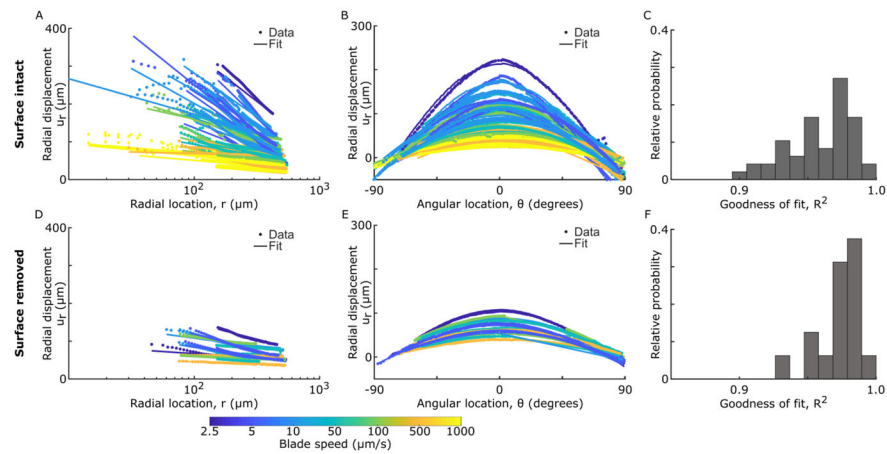 A
B
C
Surface intact
Radial displacement
u_r (µm)
400
0
Data
Fit
10^2
10^3
Radial location, r (µm)
Radial displacement
u_r (µm)
300
0
Data
Fit
-90
0
90
Angular location, θ (degrees)
Relative probability
0.4
0
0.9
1.0
Goodness of fit, R^2
D
E
F
Surface removed
Radial displacement
u_r (µm)
400
0
Data
Fit
10^2
10^3
Radial location, r (µm)
Radial displacement
u_r (µm)
300
0
Data
Fit
-90
0
90
Angular location, θ (degrees)
Relative probability
0.4
0
0.9
1.0
Goodness of fit, R^2
2.5 5 10 50 100 500 1000
Blade speed (µm/s)